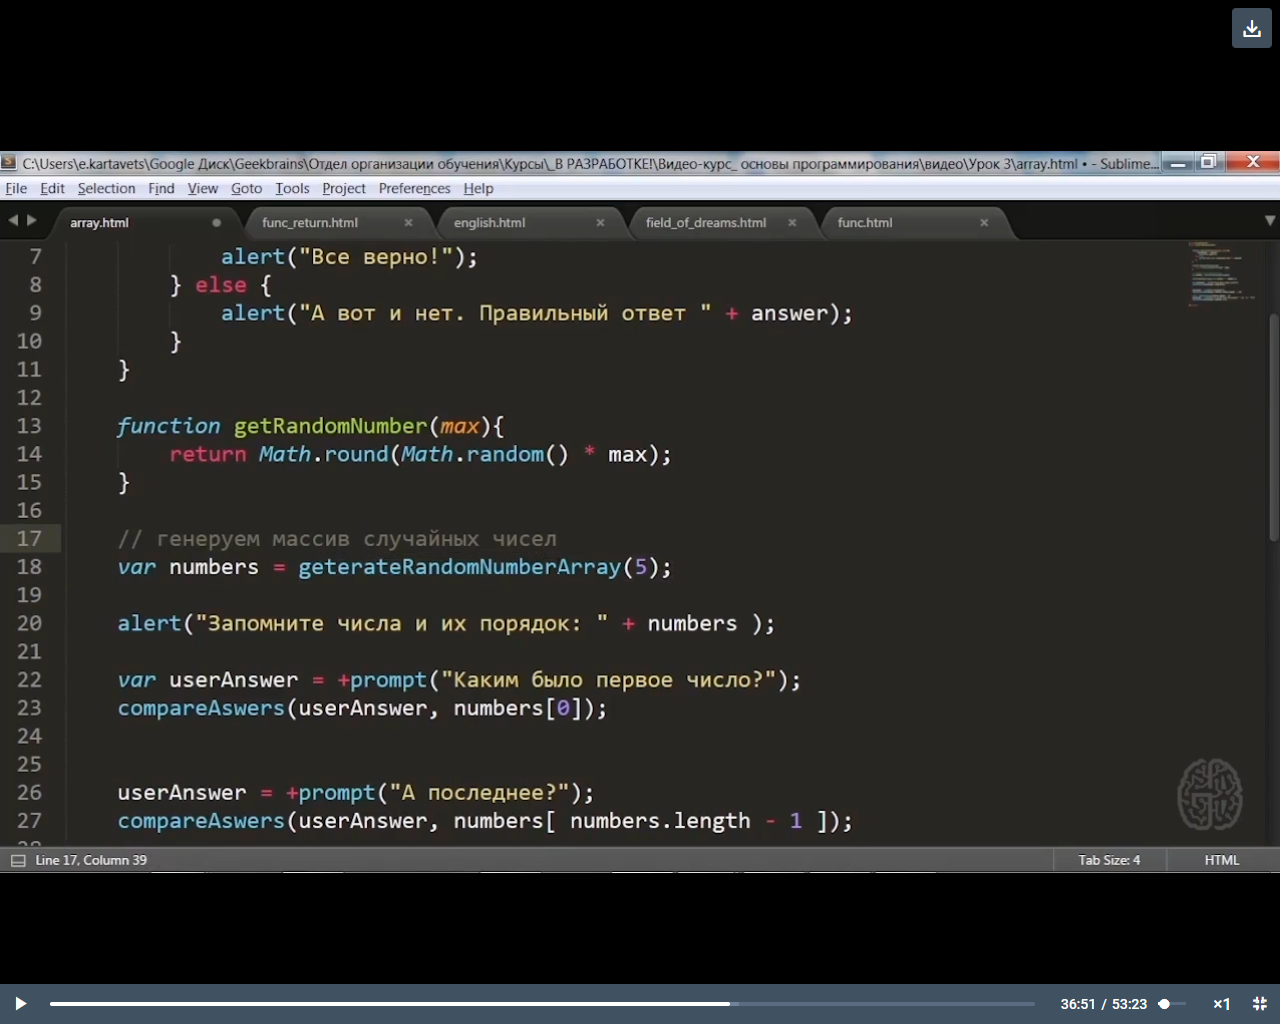 C:\Users\e.kartavets\Google Диск\Geekbrains\Отдел организации обучения\Курсы\_В РАЗРАБОТКЕ!\Видео-курс_ основы программирования\видео\Урок 3\array.html • - Sublime...
File Edit Selection Find View Goto Tools Project Preferences Help
array.html func_return.html english.html field_of_dreams.html func.html
7 alert("Все верно!");
8 } else {
9 alert("А вот и нет. Правильный ответ " + answer);
10 }
11 }
12
13 function getRandomNumber(max){
14 return Math.round(Math.random() * max);
15 }
16
17 // генеруем массив случайных чисел
18 var numbers = geterateRandomNumberArray(5);
19
20 alert("Запомните числа и их порядок: " + numbers );
21
22 var userAnswer = +prompt("Каким было первое число?");
23 compareAswers(userAnswer, numbers[0]);
24
25
26 userAnswer = +prompt("А последнее?");
27 compareAswers(userAnswer, numbers[ numbers.length - 1 ]);
Line 17, Column 39 Tab Size: 4 HTML
36:51 / 53:23 ×1